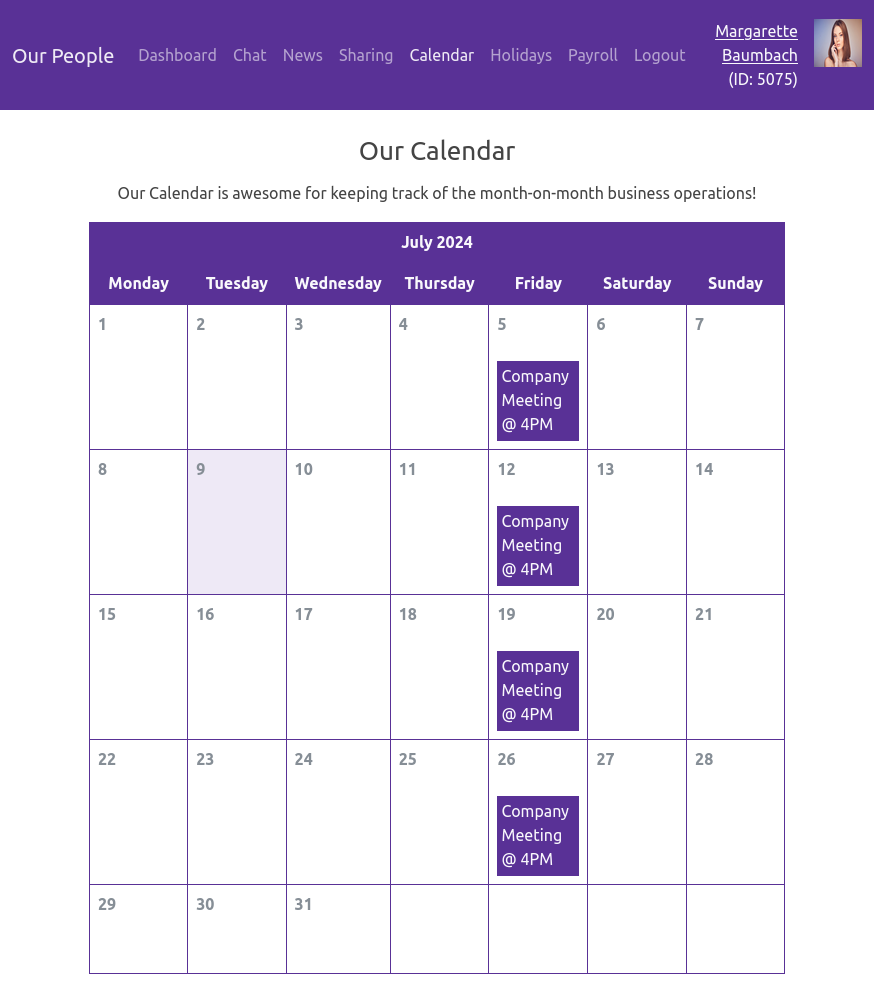 Our People Dashboard Chat News Sharing Calendar Holidays Payroll Logout
Margarette
Baumbach
(ID: 5075)
Our Calendar
Our Calendar is awesome for keeping track of the month-on-month business operations!
July 2024
Monday Tuesday Wednesday Thursday Friday Saturday Sunday
1 2 3 4 5 6 7
Company
Meeting
@ 4PM
8 9 10 11 12 13 14
Company
Meeting
@ 4PM
15 16 17 18 19 20 21
Company
Meeting
@ 4PM
22 23 24 25 26 27 28
Company
Meeting
@ 4PM
29 30 31